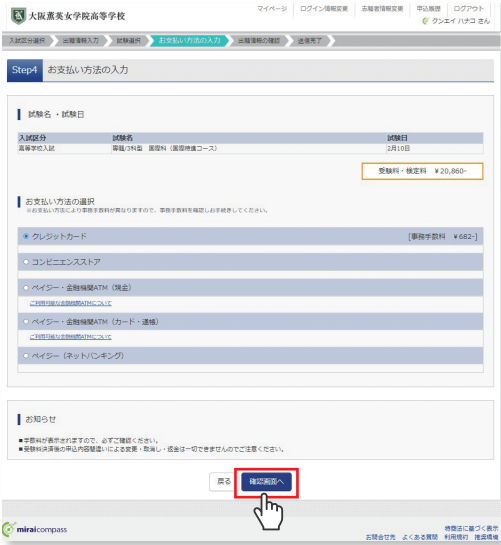 大阪薫英女学院高等学校
マイページ ログイン情報変更 志願者情報変更 申込履歴 ログアウト
クンエイ ハナコ さん
入試区分選択 出願情報入力 試験選択 お支払い方法の入力 出願情報の確認 送信完了
Step4 お支払い方法の入力
試験名・試験日
入試区分 試験名 試験日
高等学校入試 専願/3科型 国際科（国際特進コース） 2月10日
受験料・検定料 ￥20,860-
お支払い方法の選択
※お支払い方法により事務手数料が異なりますので、事務手数料を確認しお手続きしてください。
クレジットカード [事務手数料 ￥682-]
コンビニエンスストア
ペイジー・金融機関ATM（現金）
ご利用可能な金融機関ATMについて
ペイジー・金融機関ATM（カード・通帳）
ご利用可能な金融機関ATMについて
ペイジー（ネットバンキング）
お知らせ
■手数料が表示されますので、必ずご確認ください。
■受験料決済後の申込内容間違いによる変更・取消し・返金は一切できませんのでご注意ください。
戻る 確認画面へ
miraicompass
特商法に基づく表示
お問合せ先 よくある質問 利用規約 推奨環境